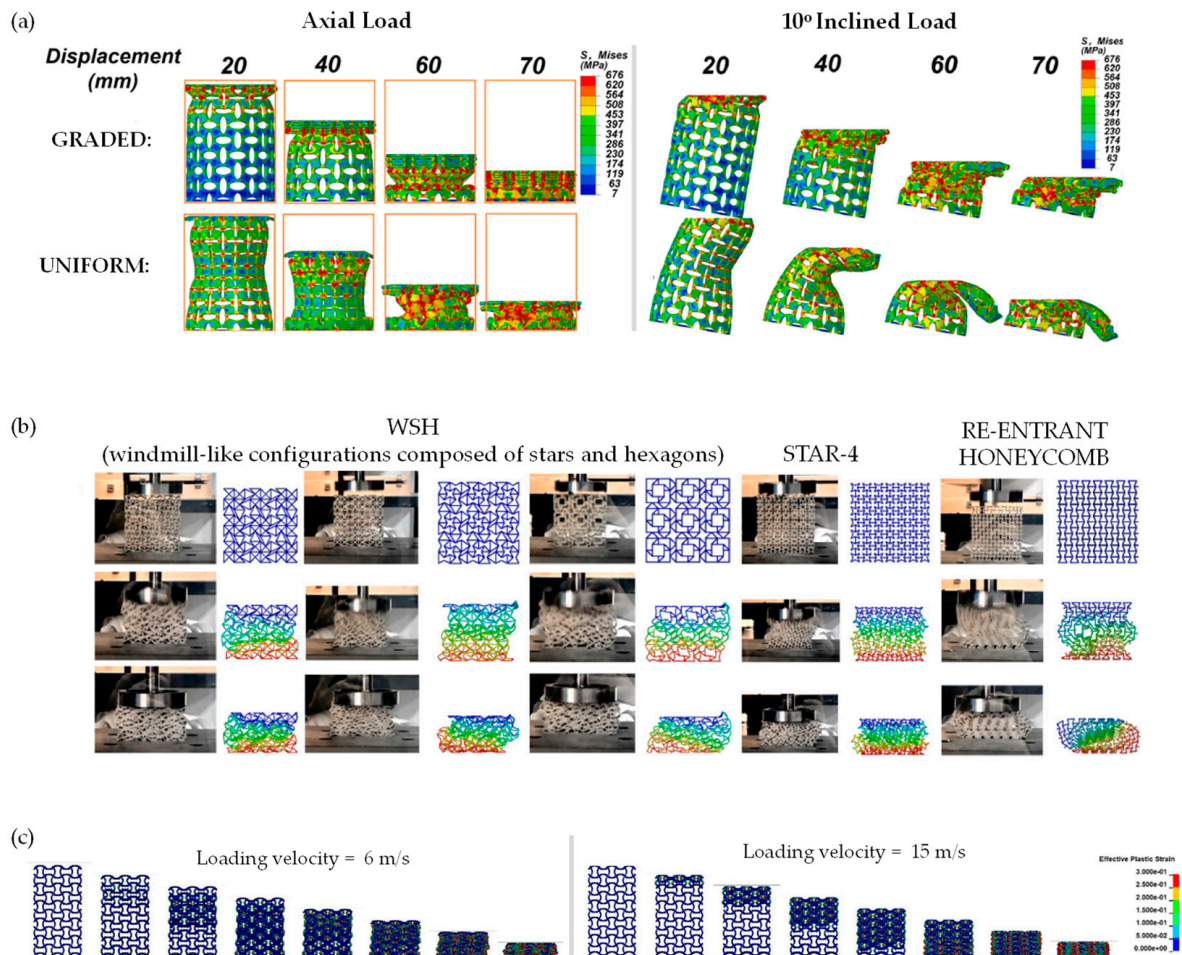 (a)
Axial Load
10º Inclined Load
Displacement
(mm)
20
40
60
70
S, Mises
(MPa)
676
620
564
508
453
397
341
286
230
174
119
63
7
20
40
60
70
S, Mises
(MPa)
676
620
564
508
453
397
341
286
230
174
119
63
7
GRADED:
UNIFORM:
(b)
WSH
(windmill-like configurations composed of stars and hexagons)
STAR-4
RE-ENTRANT
HONEYCOMB
(c)
Loading velocity = 6 m/s
Loading velocity = 15 m/s
Effective Plastic Strain
3.000e-01
2.500e-01
2.000e-01
1.500e-01
1.000e-01
5.000e-02
0.000e+00